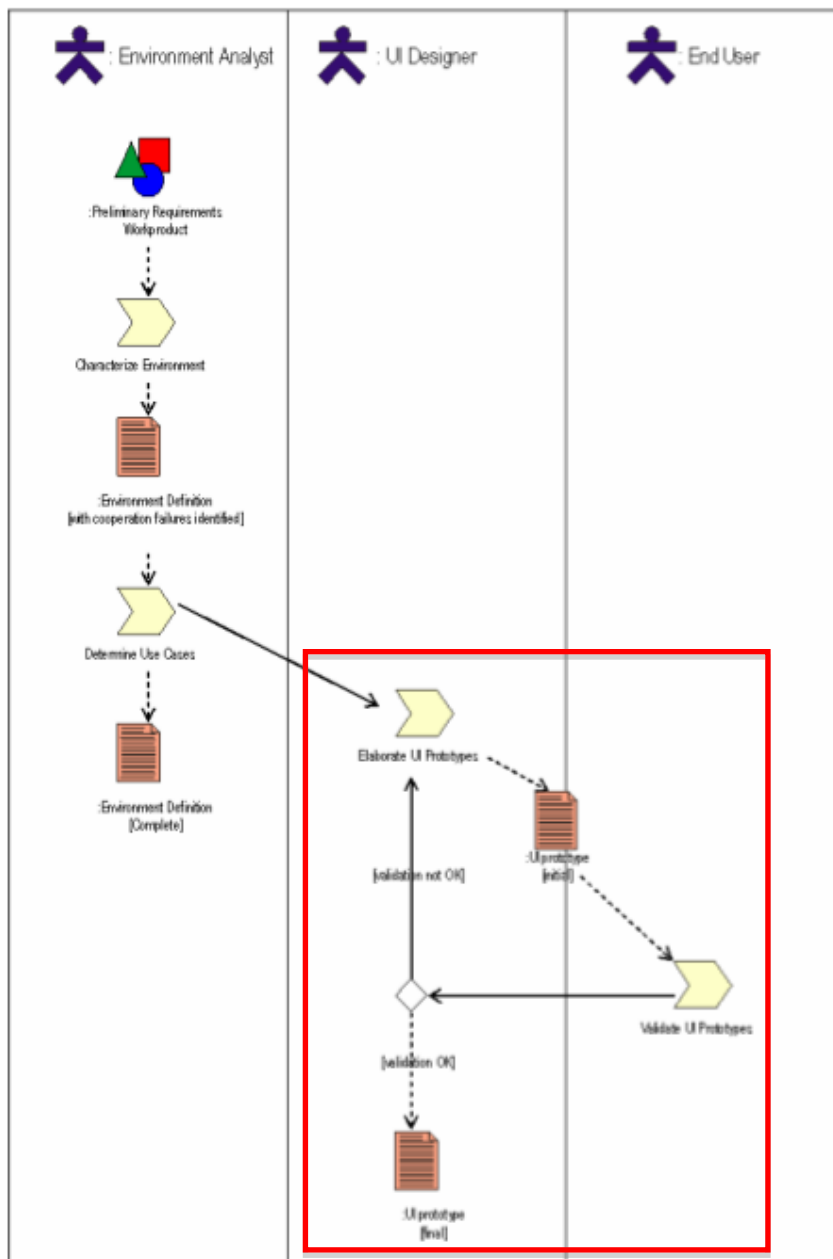 : Environment Analyst
: UI Designer
: End User
:Preliminary Requirements
Workproduct
Characterize Environment
:Environment Definition
[with cooperation failures identified]
Determine Use Cases
:Environment Definition
[Complete]
Elaborate UI Prototypes
:UI prototype
[initial]
[validation not OK]
Validate UI Prototypes
[validation OK]
:UI prototype
[final]